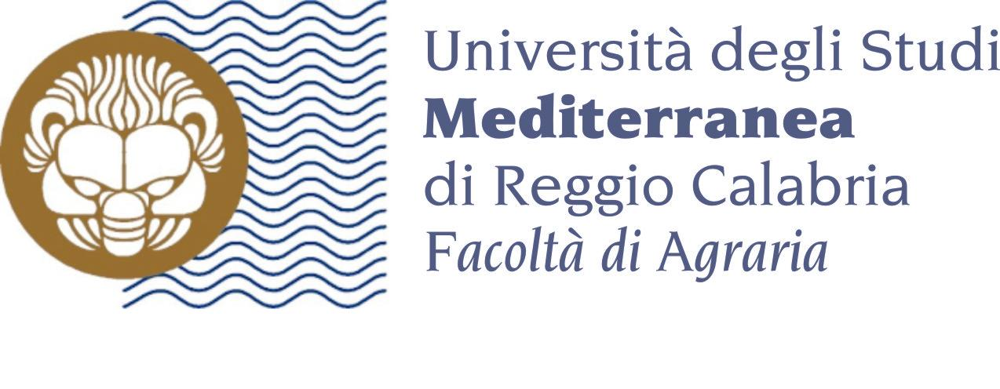 Università degli Studi
Mediterranea
di Reggio Calabria
Facoltà di Agraria